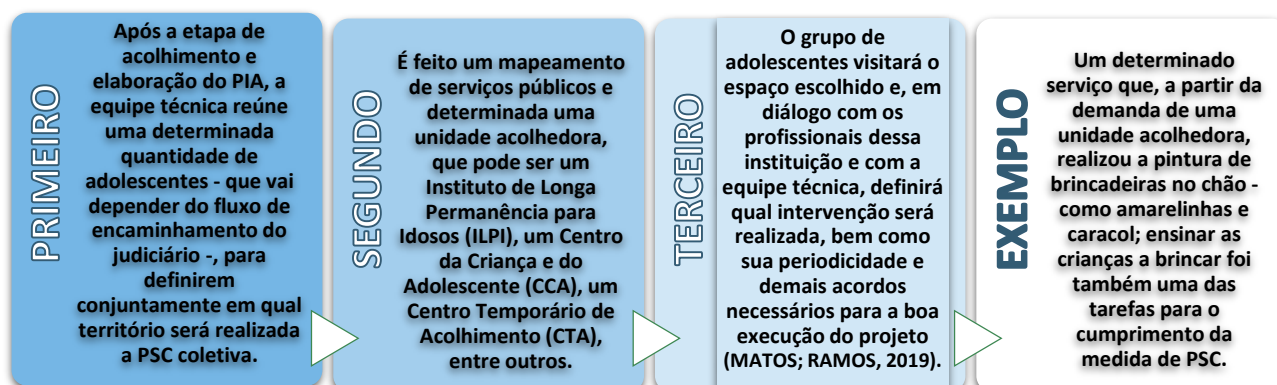 PRIMEIRO
Após a etapa de
acolhimento e
elaboração do PIA, a
equipe técnica reúne
uma determinada
quantidade de
adolescentes - que vai
depender do fluxo de
encaminhamento do
judiciário -, para
definirem
conjuntamente em qual
território será realizada
a PSC coletiva.
SEGUNDO
É feito um mapeamento
de serviços públicos e
determinada uma
unidade acolhedora,
que pode ser um
Instituto de Longa
Permanência para
Idosos (ILPI), um Centro
da Criança e do
Adolescente (CCA), um
Centro Temporário de
Acolhimento (CTA),
entre outros.
TERCEIRO
O grupo de
adolescentes visitará o
espaço escolhido e, em
diálogo com os
profissionais dessa
instituição e com a
equipe técnica, definirá
qual intervenção será
realizada, bem como
sua periodicidade e
demais acordos
necessários para a boa
execução do projeto
(MATOS; RAMOS, 2019).
EXEMPLO
Um determinado
serviço que, a partir da
demanda de uma
unidade acolhedora,
realizou a pintura de
brincadeiras no chão -
como amarelinhas e
caracol; ensinar as
crianças a brincar foi
também uma das
tarefas para o
cumprimento da
medida de PSC.